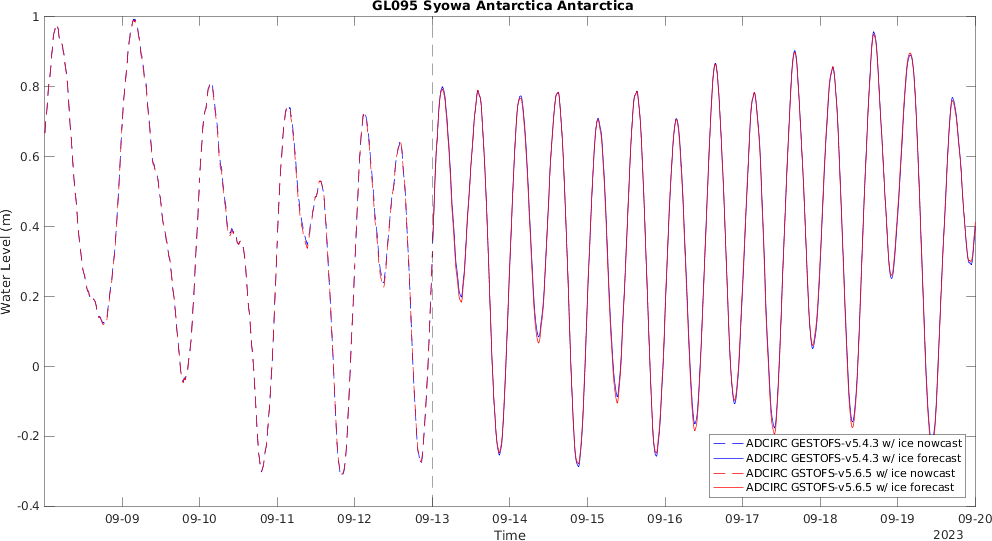 GL095 Syowa Antarctica Antarctica
1
0.8
0.6
0.4
0.2
0
-0.2
-0.4
Water Level (m)
ADCIRC GESTOFS-v5.4.3 w/ ice nowcast
ADCIRC GESTOFS-v5.4.3 w/ ice forecast
ADCIRC GSTOFS-v5.6.5 w/ ice nowcast
ADCIRC GSTOFS-v5.6.5 w/ ice forecast
09-09 09-10 09-11 09-12 09-13 09-14 09-15 09-16 09-17 09-18 09-19 09-20
Time
2023